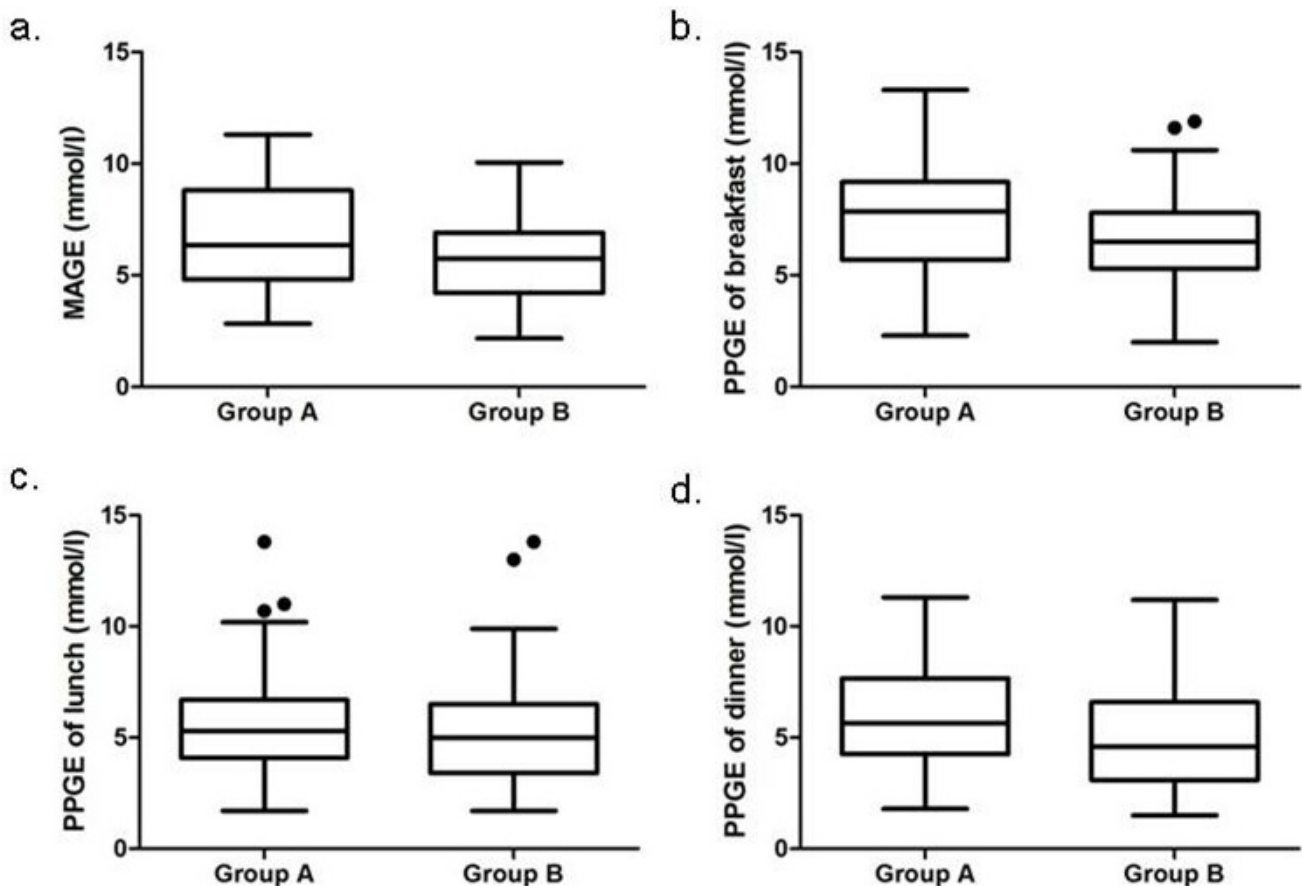 a.
MAGE (mmol/l)
15
10
5
0
Group A
Group B
b.
PPGE of breakfast (mmol/l)
15
10
5
0
Group A
Group B
c.
PPGE of lunch (mmol/l)
15
10
5
0
Group A
Group B
d.
PPGE of dinner (mmol/l)
15
10
5
0
Group A
Group B